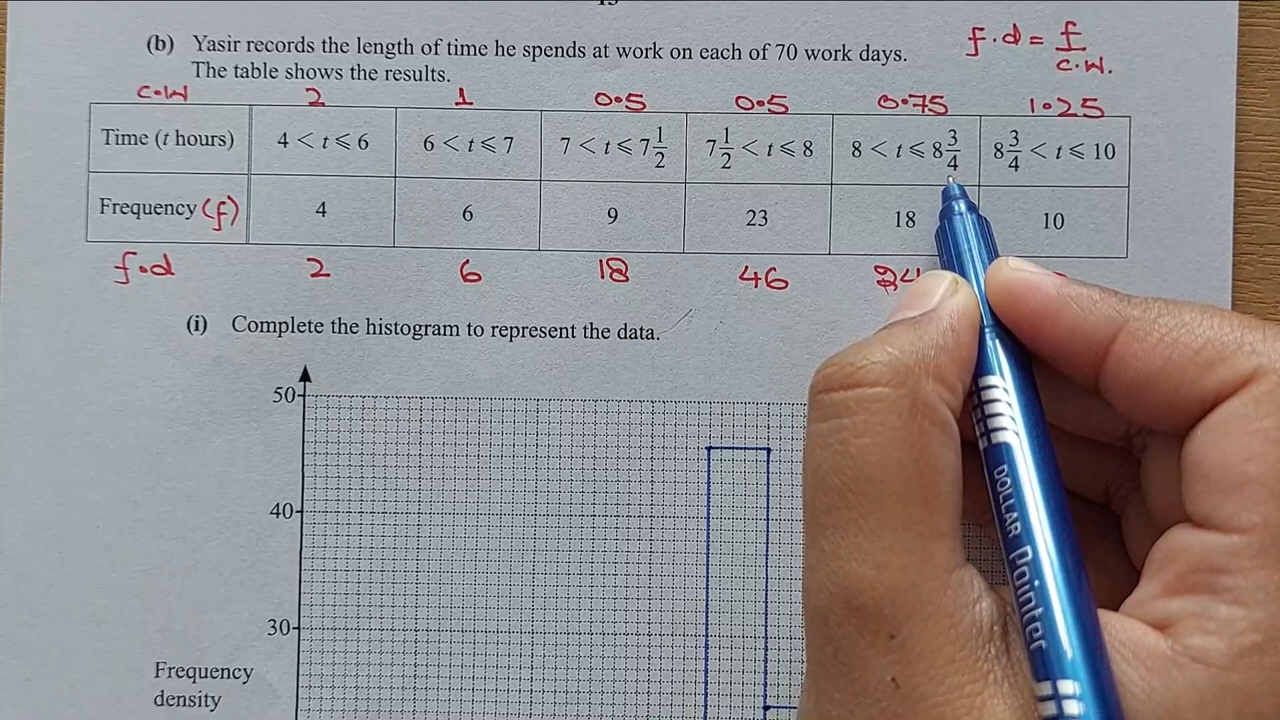 (b) Yasir records the length of time he spends at work on each of 70 work days.
The table shows the results.
f.d = f
c.w.
c.w 2 1 0.5 0.5 0.75 1.25
Time (t hours) 4 < t ⩽ 6 6 < t ⩽ 7 7 < t ⩽ 7 1/2 7 1/2 < t ⩽ 8 8 < t ⩽ 8 3/4 8 3/4 < t ⩽ 10
Frequency (f) 4 6 9 23 18 10
f.d 2 6 18 46 24
(i) Complete the histogram to represent the data.
50
40
30
Frequency
density
DOLLAR Pointer